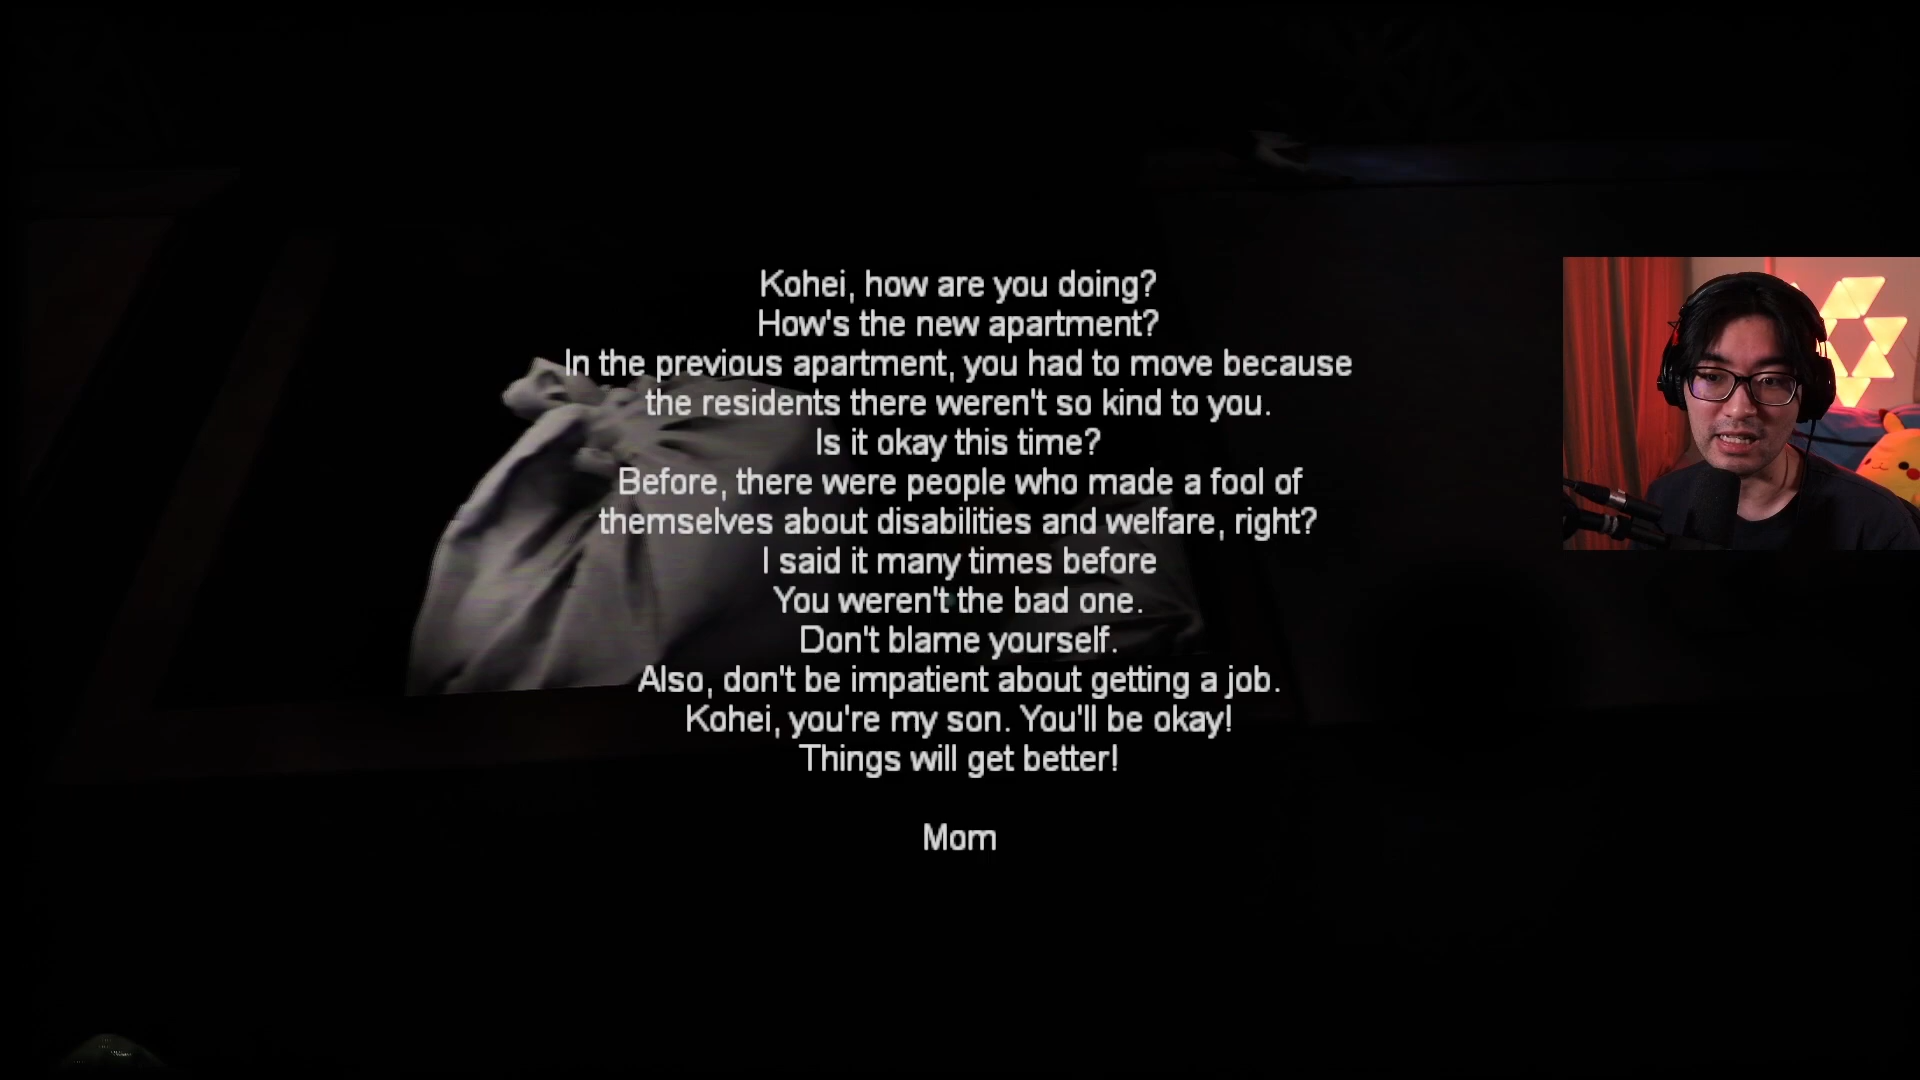 Kohei, how are you doing?
How's the new apartment?
In the previous apartment, you had to move because
the residents there weren't so kind to you.
Is it okay this time?
Before, there were people who made a fool of
themselves about disabilities and welfare, right?
I said it many times before
You weren't the bad one.
Don't blame yourself.
Also, don't be impatient about getting a job.
Kohei, you're my son. You'll be okay!
Things will get better!
Mom